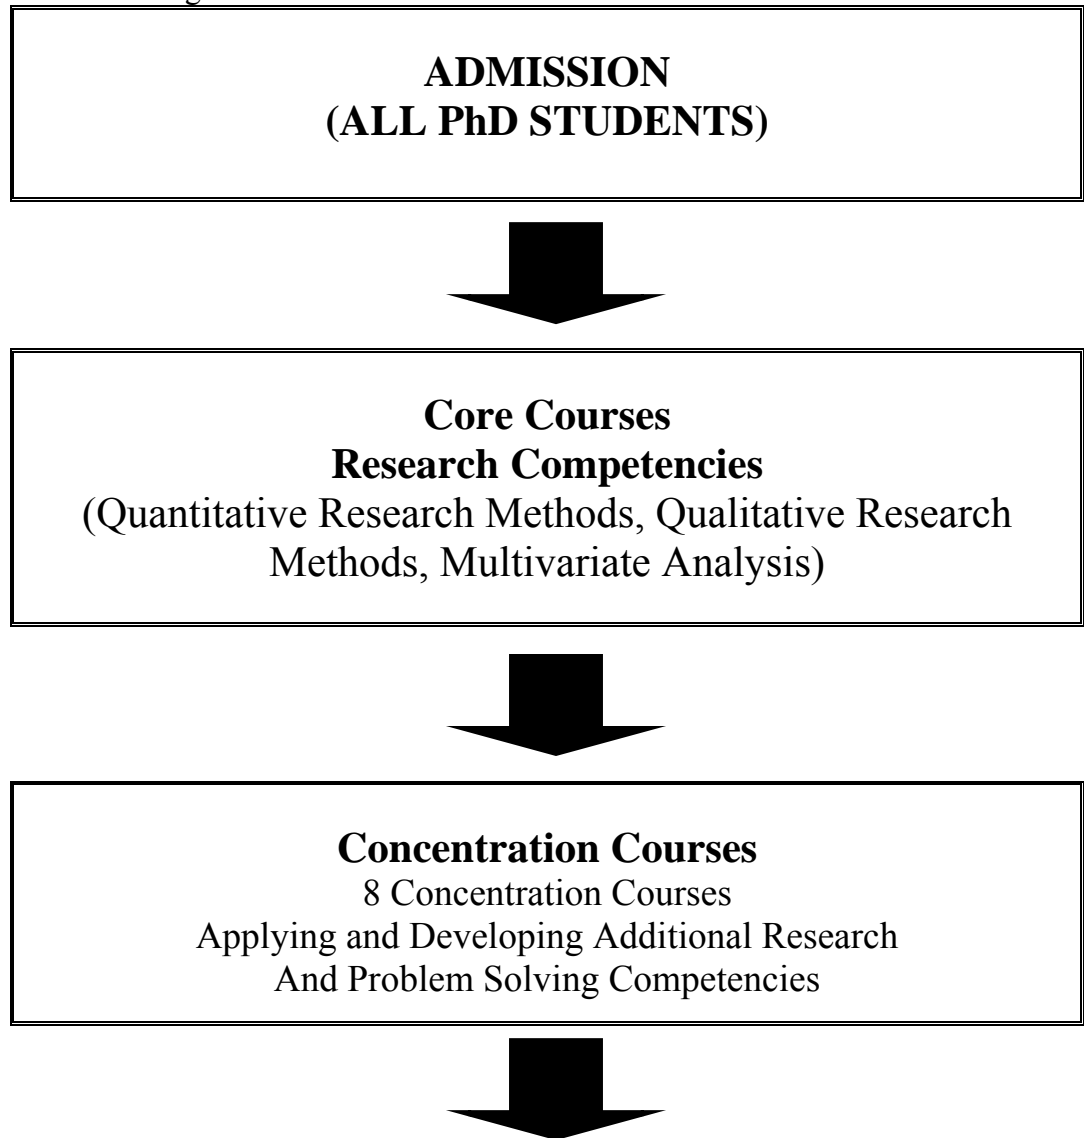 ADMISSION
(ALL PhD STUDENTS)
Core Courses
Research Competencies
(Quantitative Research Methods, Qualitative Research
Methods, Multivariate Analysis)
Concentration Courses
8 Concentration Courses
Applying and Developing Additional Research
And Problem Solving Competencies